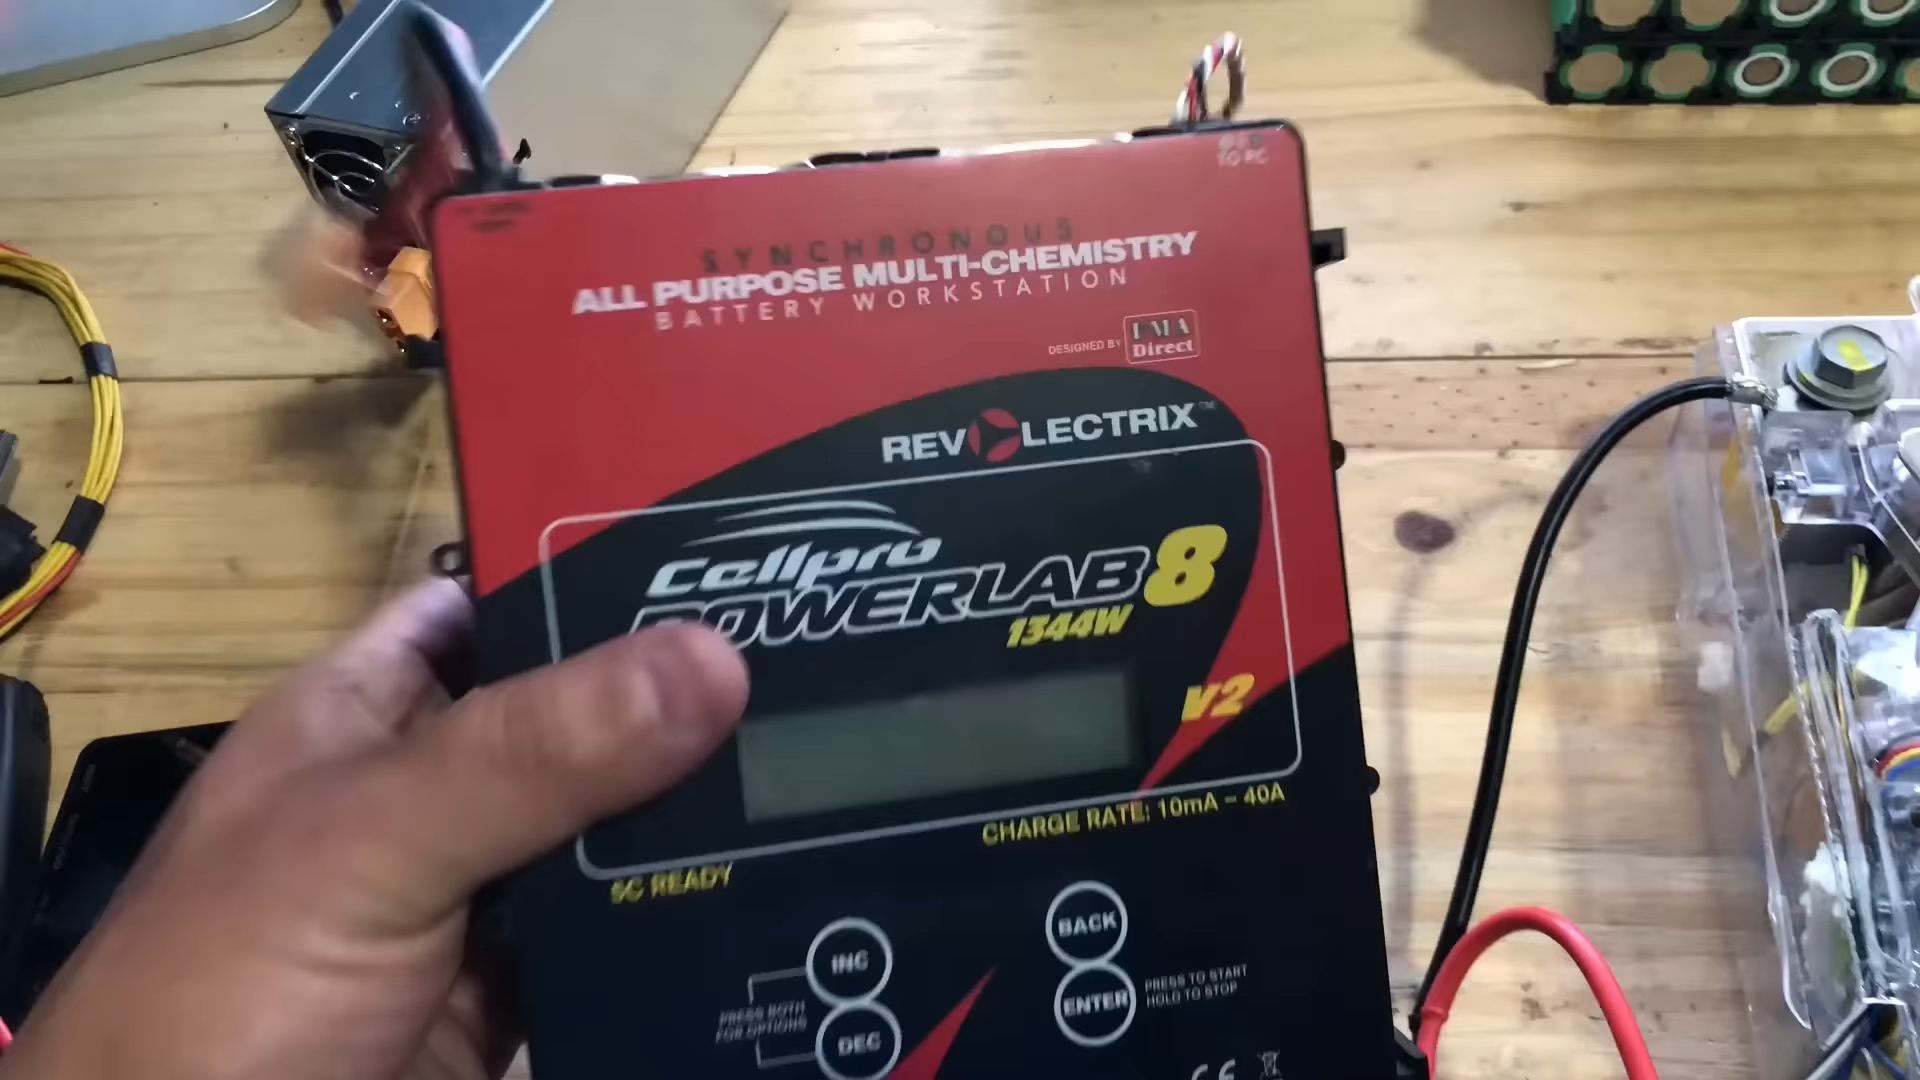 TO PC
SYNCHRONOUS
ALL PURPOSE MULTI-CHEMISTRY
BATTERY WORKSTATION
DESIGNED BY FMA Direct
REVOLECTRIX™
Cellpro
POWERLAB 8
1344W
V2
CHARGE RATE: 10mA - 40A
5C READY
INC
BACK
PRESS BOTH
FOR OPTIONS
ENTER
PRESS TO START
HOLD TO STOP
DEC
CE